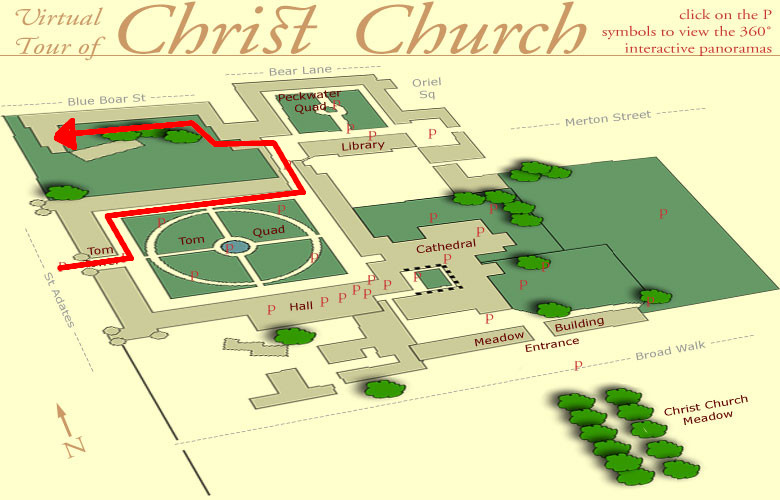 Virtual
Tour of
Christ Church
click on the P
symbols to view the 360°
interactive panoramas
Bear Lane
Blue Boar St
Oriel
Sq
Peckwater
Quad
P
P
P
P
Merton Street
Library
P
P
P
P
P
Tom
Quad
P
P
Cathedral
P
Tom
P
P
P
P
P
P
P
St Adates
P
P
P
P
P
P
P
P
P
Hall
P
P
Building
Meadow
Entrance
Broad Walk
P
Christ Church
Meadow
N